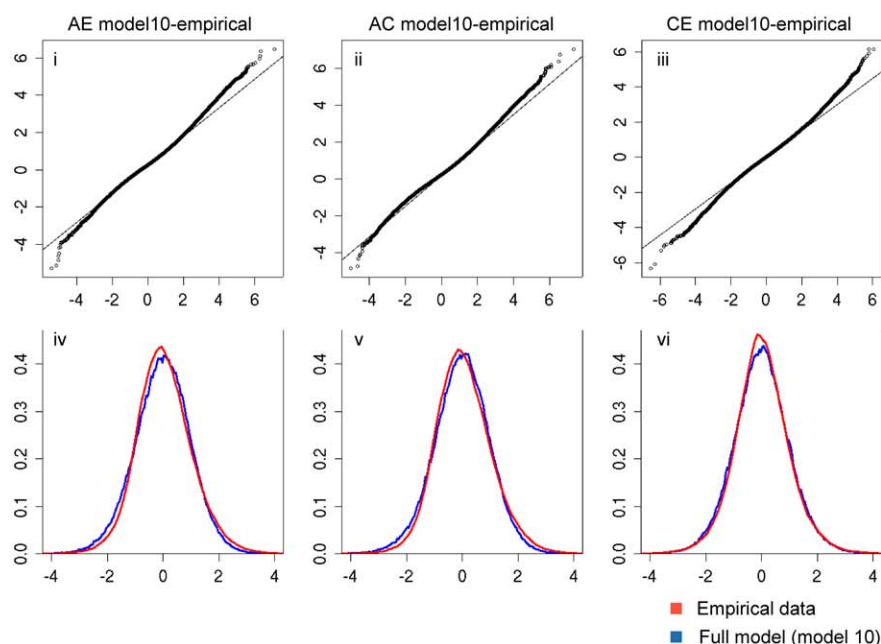 AE model10-empirical AC model10-empirical CE model10-empirical
i ii iii
6 6 6
4 4 4
2 2 2
0 0 0
-2 -2 -2
-4 -4 -4
-6
-4 -2 0 2 4 6 -4 -2 0 2 4 6 -6 -4 -2 0 2 4 6
iv v vi
0.4 0.4 0.4
0.3 0.3 0.3
0.2 0.2 0.2
0.1 0.1 0.1
0.0 0.0 0.0
-4 -2 0 2 4 -4 -2 0 2 4 -4 -2 0 2 4
Empirical data
Full model (model 10)